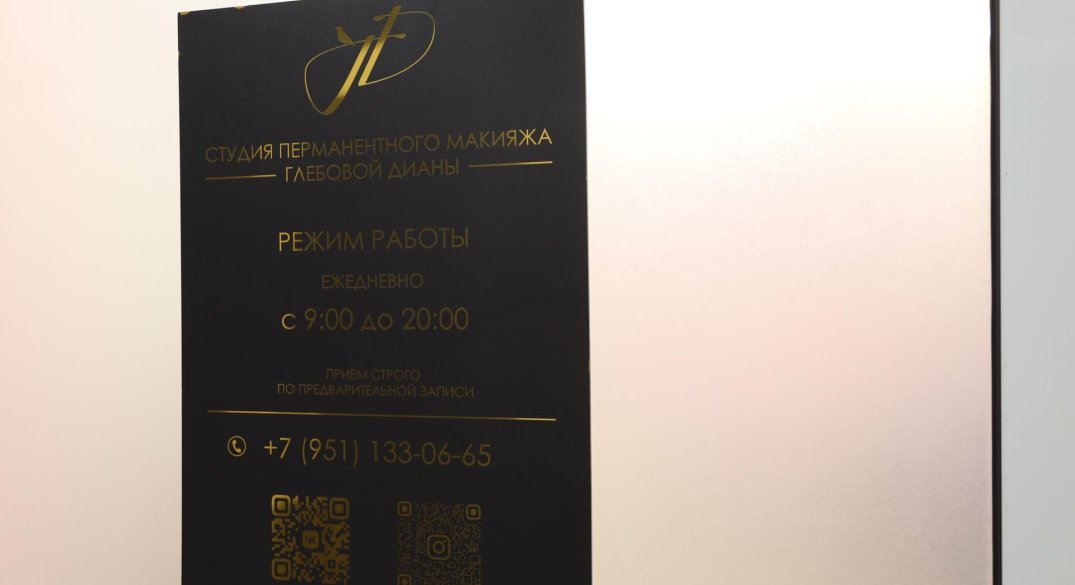 СТУДИЯ ПЕРМАНЕНТНОГО МАКИЯЖА
ГЛЕБОВОЙ ДИАНЫ
РЕЖИМ РАБОТЫ
ЕЖЕДНЕВНО
с 9:00 до 20:00
ПРИЕМ СТРОГО
ПО ПРЕДВАРИТЕЛЬНОЙ ЗАПИСИ
+7 (951) 133-06-65